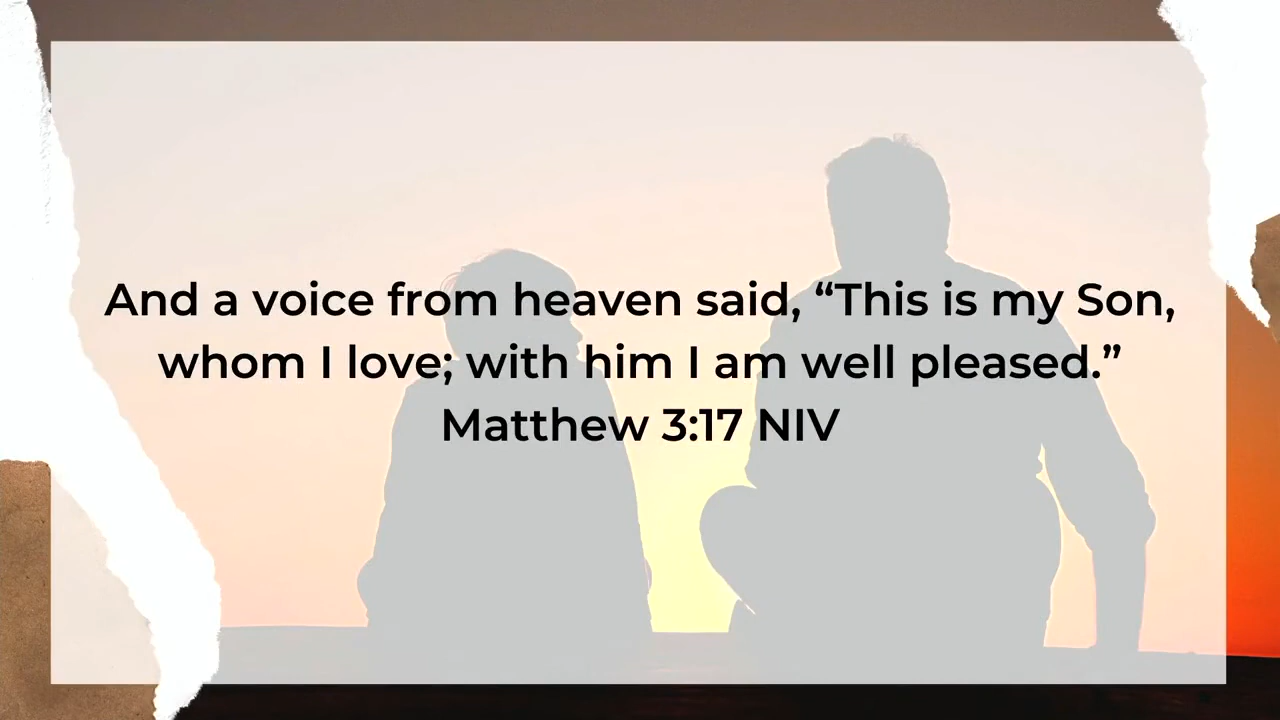 And a voice from heaven said, “This is my Son,
whom I love; with him I am well pleased.”
Matthew 3:17 NIV